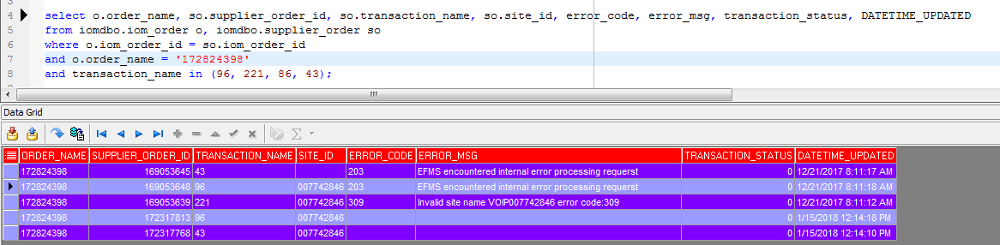 4 select o.order_name, so.supplier_order_id, so.transaction_name, so.site_id, error_code, error_msg, transaction_status, DATETIME_UPDATED
5 from iomdbo.iom_order o, iomdbo.supplier_order so
6 where o.iom_order_id = so.iom_order_id
7 and o.order_name = '172824398'
8 and transaction_name in (96, 221, 86, 43);
Data Grid
ORDER_NAME SUPPLIER_ORDER_ID TRANSACTION_NAME SITE_ID ERROR_CODE ERROR_MSG TRANSACTION_STATUS DATETIME_UPDATED
172824398 169053645 43 203 EFMS encountered internal error processing requerst 0 12/21/2017 8:11:17 AM
172824398 169053648 96 007742846 203 EFMS encountered internal error processing requerst 0 12/21/2017 8:11:18 AM
172824398 169053639 221 007742846 309 Invalid site name VOIP007742846 error code:309 0 12/21/2017 8:11:12 AM
172824398 172317813 96 007742846 0 1/15/2018 12:14:18 PM
172824398 172317768 43 007742846 0 1/15/2018 12:14:10 PM